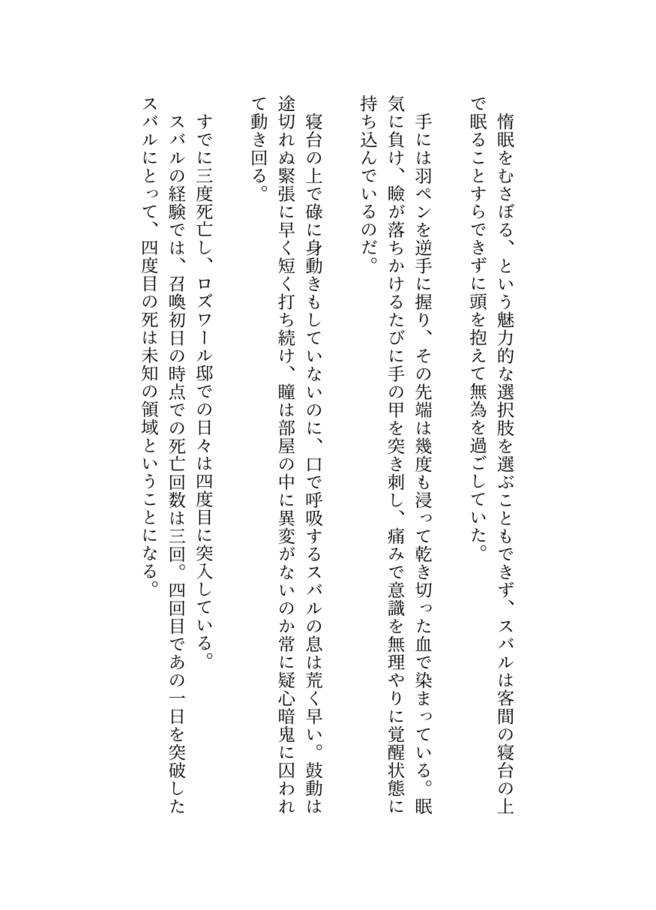 惰眠をむさぼる、という魅力的な選択肢を選ぶこともできず、スバルは客間の寝台の上
で眠ることすらできずに頭を抱えて無為を過ごしていた。
　手には羽ペンを逆手に握り、その先端は幾度も浸って乾き切った血で染まっている。眠
気に負け、瞼が落ちかけるたびに手の甲を突き刺し、痛みで意識を無理やりに覚醒状態に
持ち込んでいるのだ。
　寝台の上で碌に身動きもしていないのに、口で呼吸するスバルの息は荒く早い。鼓動は
途切れぬ緊張に早く短く打ち続け、瞳は部屋の中に異変がないのか常に疑心暗鬼に囚われ
て動き回る。
　すでに三度死亡し、ロズワール邸での日々は四度目に突入している。
　スバルの経験では、召喚初日の時点での死亡回数は三回。四回目であの一日を突破した
スバルにとって、四度目の死は未知の領域ということになる。